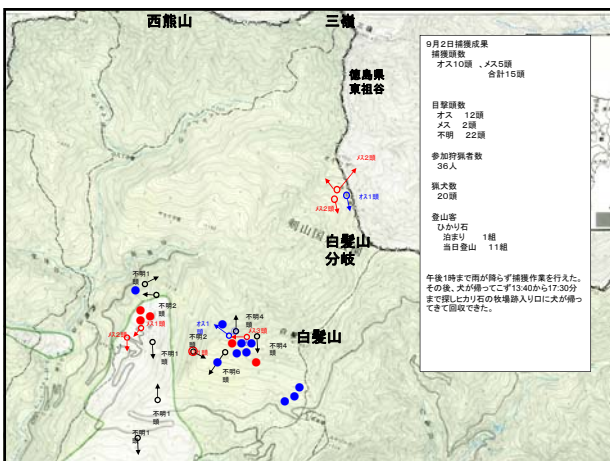 西熊山
三嶺
徳島県
東祖谷
9月2日捕獲成果
捕獲頭数
オス10頭 、メス5頭
合計15頭
目撃頭数
オス 12頭
メス 2頭
不明 22頭
参加狩猟者数
36人
猟犬数
20頭
登山客
ひかり石
泊まり 1組
当日登山 11組
午後1時まで雨が降らず捕獲作業を行えた。
その後、犬が帰ってこず13:40から17:30分
まで探しヒカリ石の牧場跡入り口に犬が帰っ
てきて回収できた。
メス2頭
メス2頭
オス1頭
白髪山
分岐
不明1
頭
不明2
頭
メス1頭
メス2頭
不明1
頭
オス1
頭
不明4
頭
メス3頭
不明2
頭
不明4
頭
白髪山
不明6
頭
不明1
頭
不明1
頭